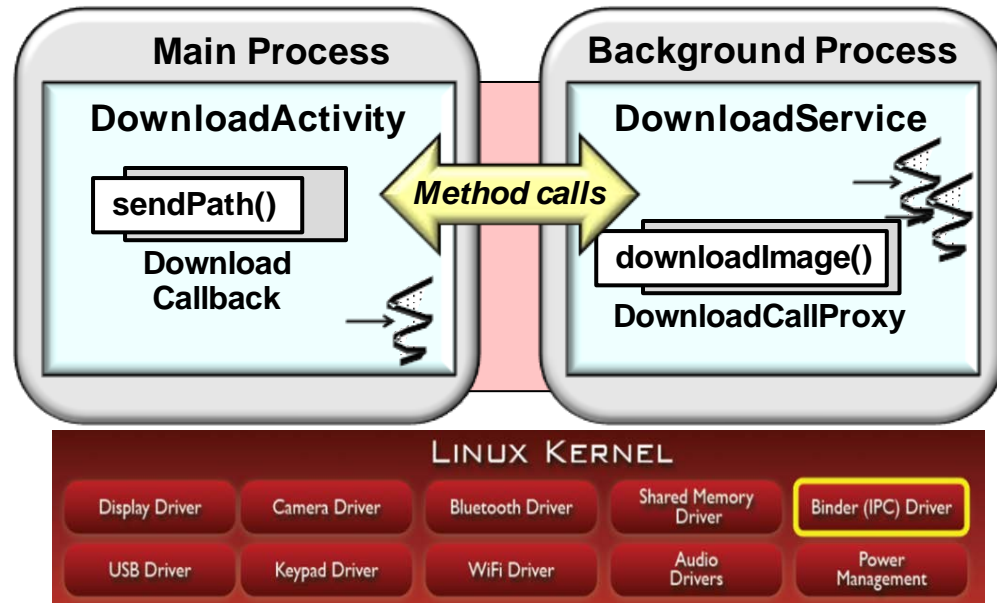 Main Process
DownloadActivity
sendPath()
Download
Callback
Method calls
Background Process
DownloadService
downloadImage()
DownloadCallProxy
LINUX KERNEL
Display Driver
Camera Driver
Bluetooth Driver
Shared Memory
Driver
Binder (IPC) Driver
USB Driver
Keypad Driver
WiFi Driver
Audio
Drivers
Power
Management